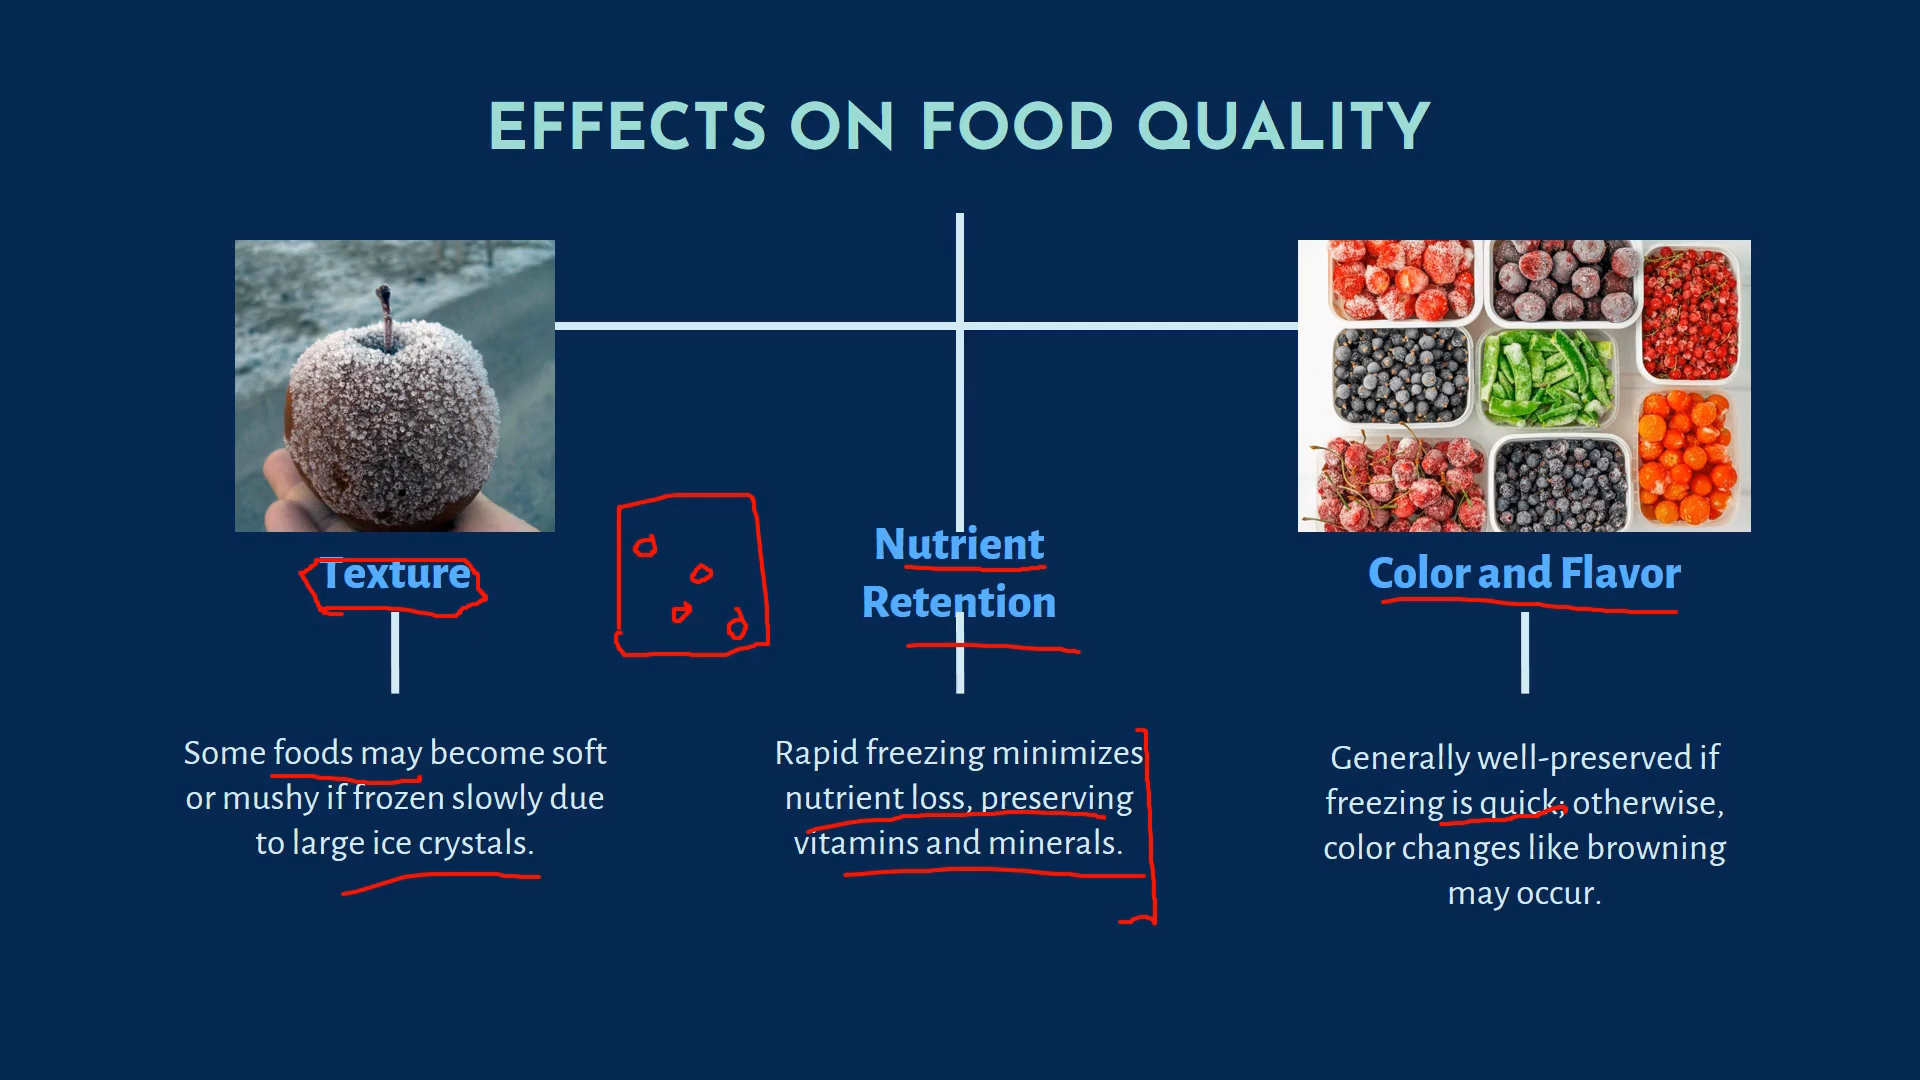 EFFECTS ON FOOD QUALITY
Texture
Some foods may become soft
or mushy if frozen slowly due
to large ice crystals.
Nutrient
Retention
Rapid freezing minimizes
nutrient loss, preserving
vitamins and minerals.
Color and Flavor
Generally well-preserved if
freezing is quick; otherwise,
color changes like browning
may occur.